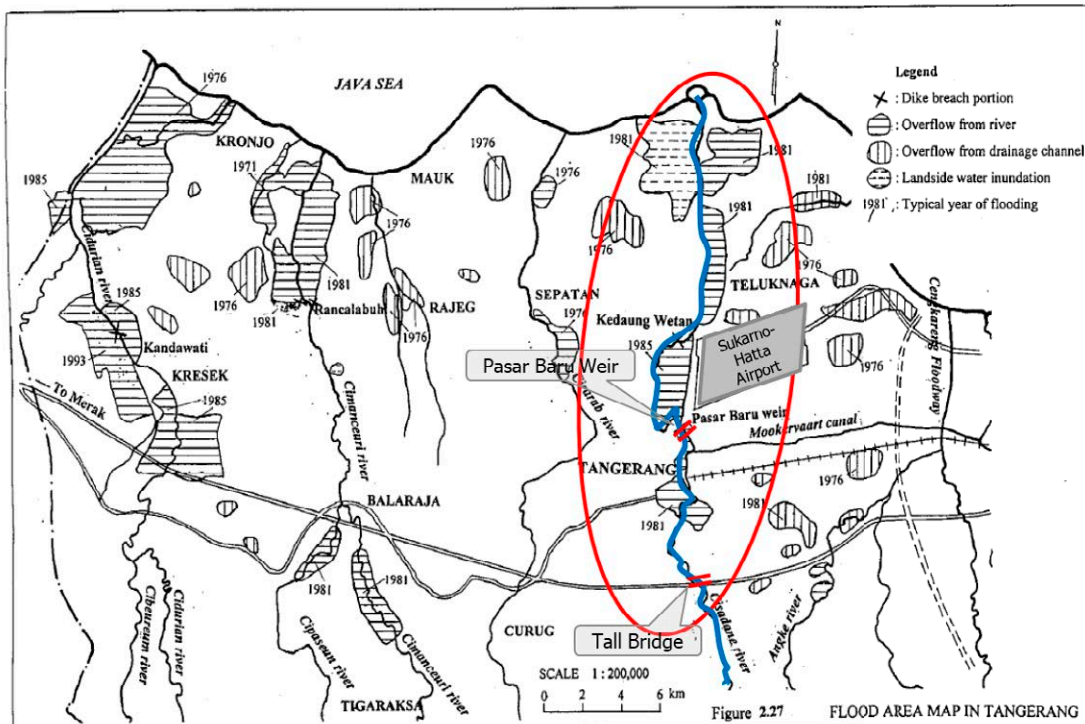 1976
JAVA SEA
N
Legend
: Dike breach portion
: Overflow from river
: Overflow from drainage channel
: Landside water inundation
1981 : Typical year of flooding
KRONJO
1985
1971
MAUK
1976
1976
1981
1981
1981
1981
1976
1976
1976
Cidurian river
1985
1976
1981
1981
Rancalabuh
RAJEG
1976
SEPATAN
1976
TELUKNAGA
Kedaung Wetan
Cengkareng Floodway
1993
Kandawati
KRESEK
1985
Pasar Baru Weir
1985
Sukarno-
Hatta
Airport
1976
To Merak
Cimanceuri river
Cirarab river
Pasar Baru weir
Mookervaart canal
TANGERANG
1976
BALARAJA
1981
1981
1981
1981
Cibeureum river
Cidurian river
Cipaseun river
Cimanceuri river
CURUG
Tall Bridge
Cisadane river
Angke river
TIGARAKSA
SCALE 1 : 200,000
0 2 4 6 km
Figure 2.27 FLOOD AREA MAP IN TANGERANG